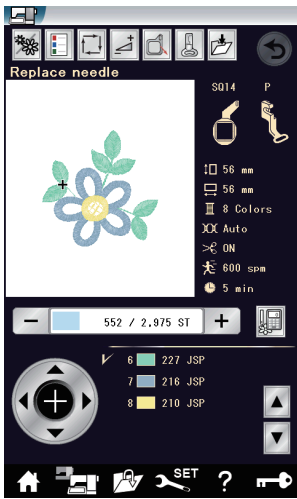 Replace needle
SQ14 P
56 mm
56 mm
8 Colors
Auto
ON
600 spm
5 min
− 552 / 2.975 ST +
6 227 JSP
7 216 JSP
8 210 JSP
SET ?